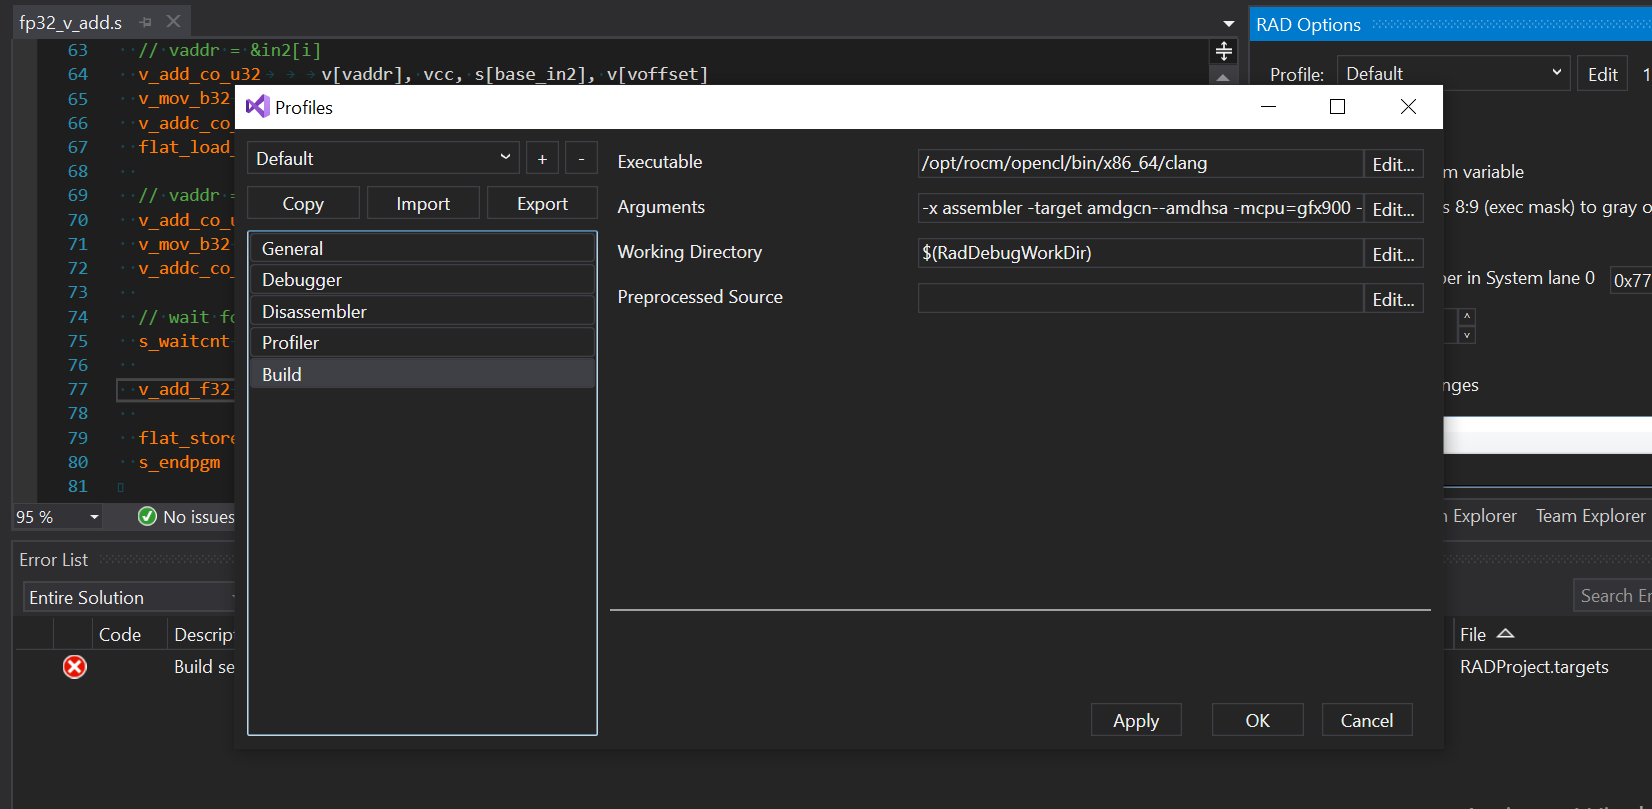 fp32_v_add.s
RAD Options
63 // vaddr = &in2[i]
64 v_add_co_u32 v[vaddr], vcc, s[base_in2], v[voffset]
65 v_mov_b32
66 v_addc_co_
67 flat_load_
68
69 // vaddr =
70 v_add_co_u
71 v_mov_b32
72 v_addc_co_
73
74 // wait fo
75 s_waitcnt
76
77 v_add_f32
78
79 flat_store
80 s_endpgm
81
95 % No issues
Profile: Default Edit 1
m variable
s 8:9 (exec mask) to gray o
ber in System lane 0 0x77
nges
Explorer Team Explorer
Profiles
Default + -
Copy Import Export
General
Debugger
Disassembler
Profiler
Build
Executable /opt/rocm/opencl/bin/x86_64/clang Edit...
Arguments -x assembler -target amdgcn--amdhsa -mcpu=gfx900 - Edit...
Working Directory $(RadDebugWorkDir) Edit...
Preprocessed Source Edit...
Apply OK Cancel
Error List
Entire Solution Search Er
Code Descrip File
Build se RADProject.targets